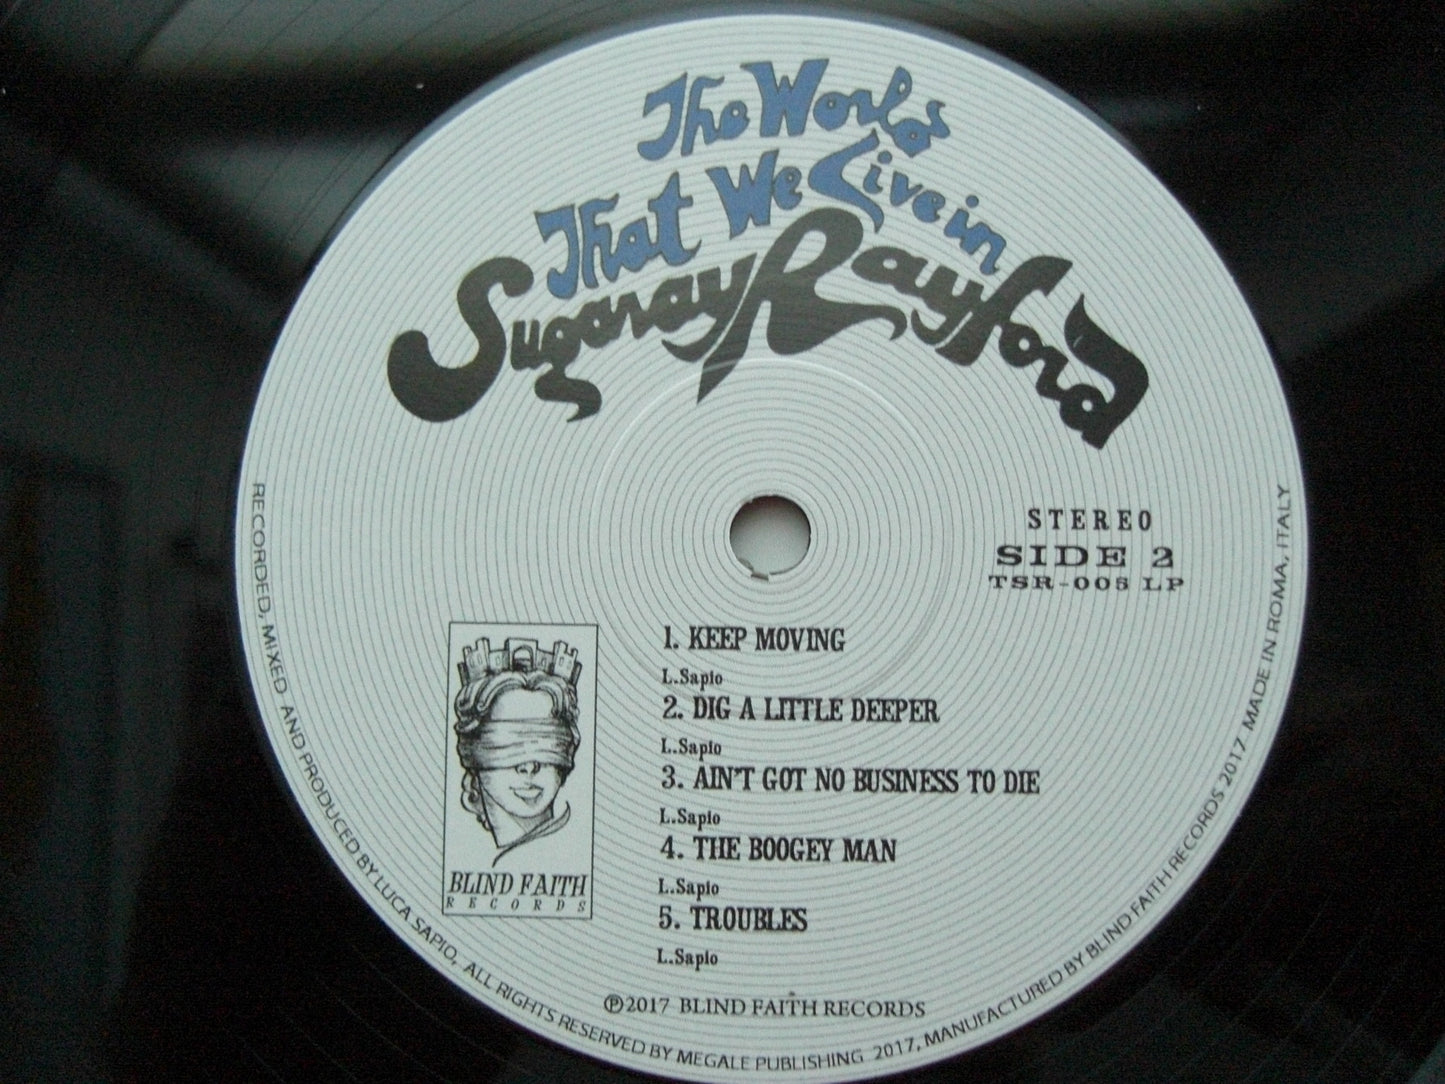 The World
That We Live in
Sugaray Rayford
STEREO
SIDE 2
TSR-005 LP
1. KEEP MOVING
L.Sapio
2. DIG A LITTLE DEEPER
L.Sapio
3. AIN'T GOT NO BUSINESS TO DIE
L.Sapio
4. THE BOOGEY MAN
L.Sapio
5. TROUBLES
L.Sapio
BLIND FAITH
RECORDS
℗2017 BLIND FAITH RECORDS
RECORDED, MIXED AND PRODUCED BY LUCA SAPIO, ALL RIGHTS RESERVED BY MEGALE PUBLISHING 2017, MANUFACTURED BY BLIND FAITH RECORDS 2017. MADE IN ROMA, ITALY